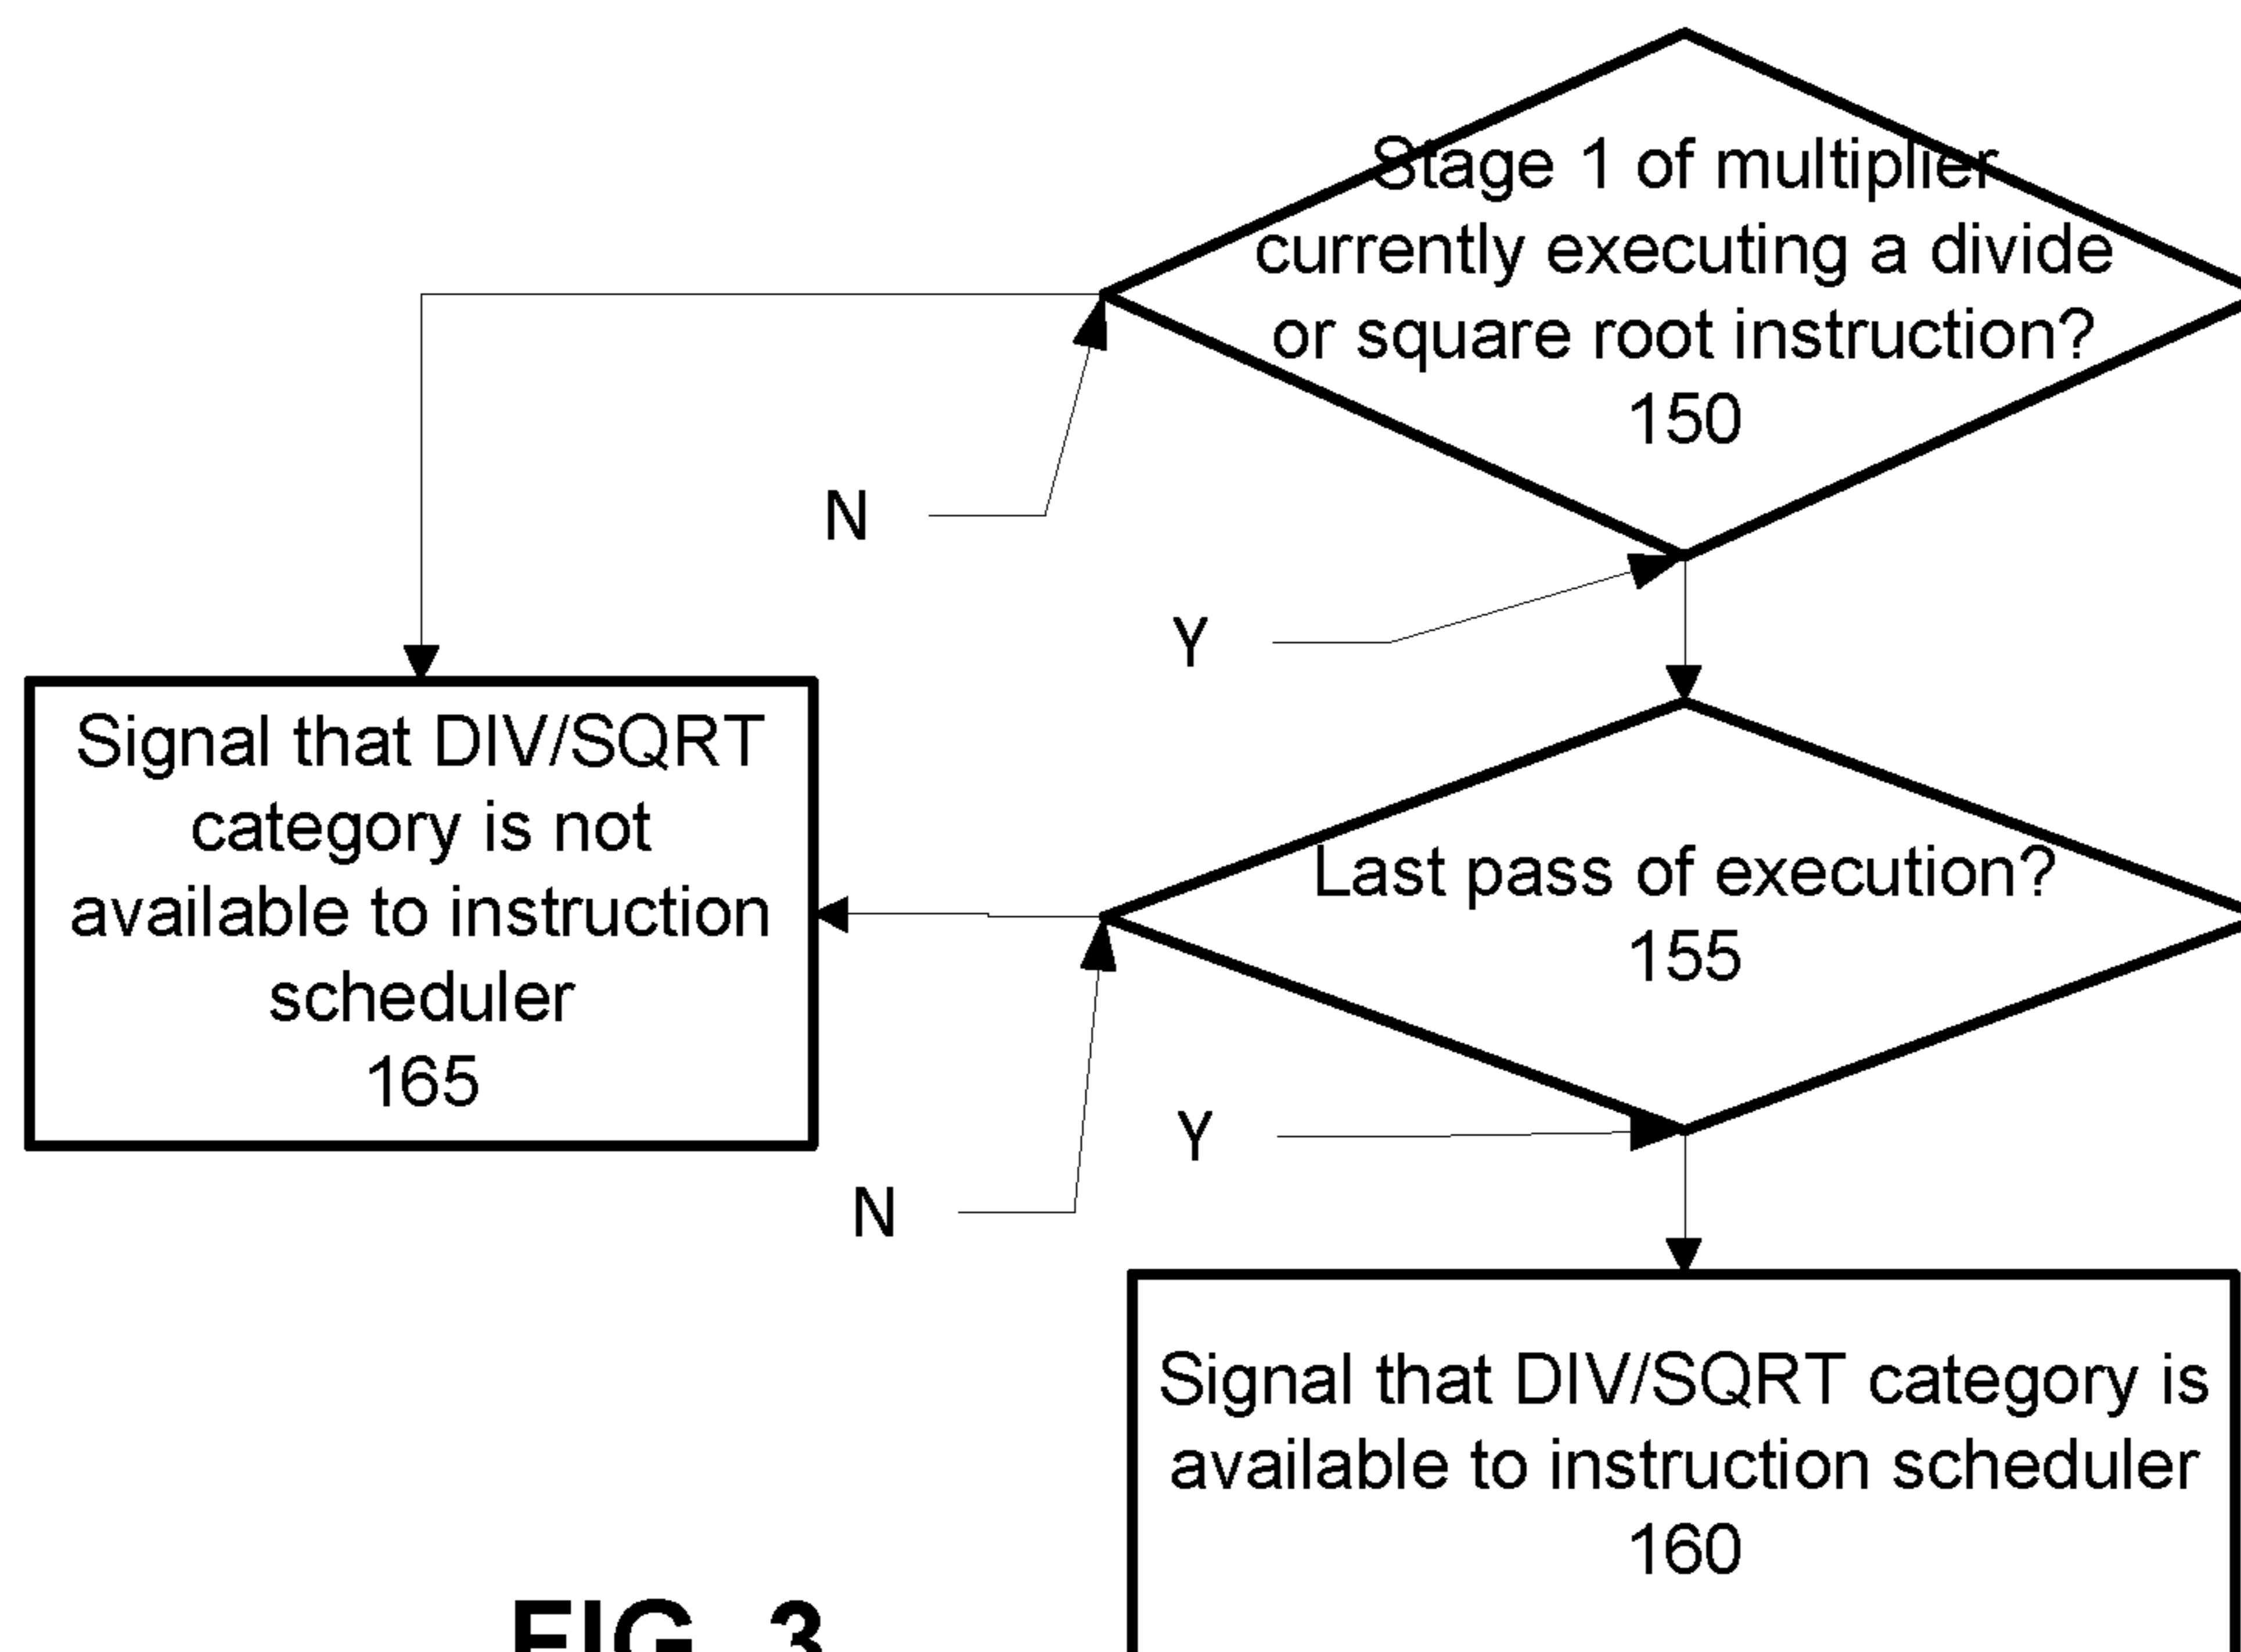 Stage 1 of multiplier
currently executing a divide
or square root instruction?
150
N
Y
Signal that DIV/SQRT
category is not
available to instruction
scheduler
165
Last pass of execution?
155
Y
N
Signal that DIV/SQRT category is
available to instruction scheduler
160
FIG. 3